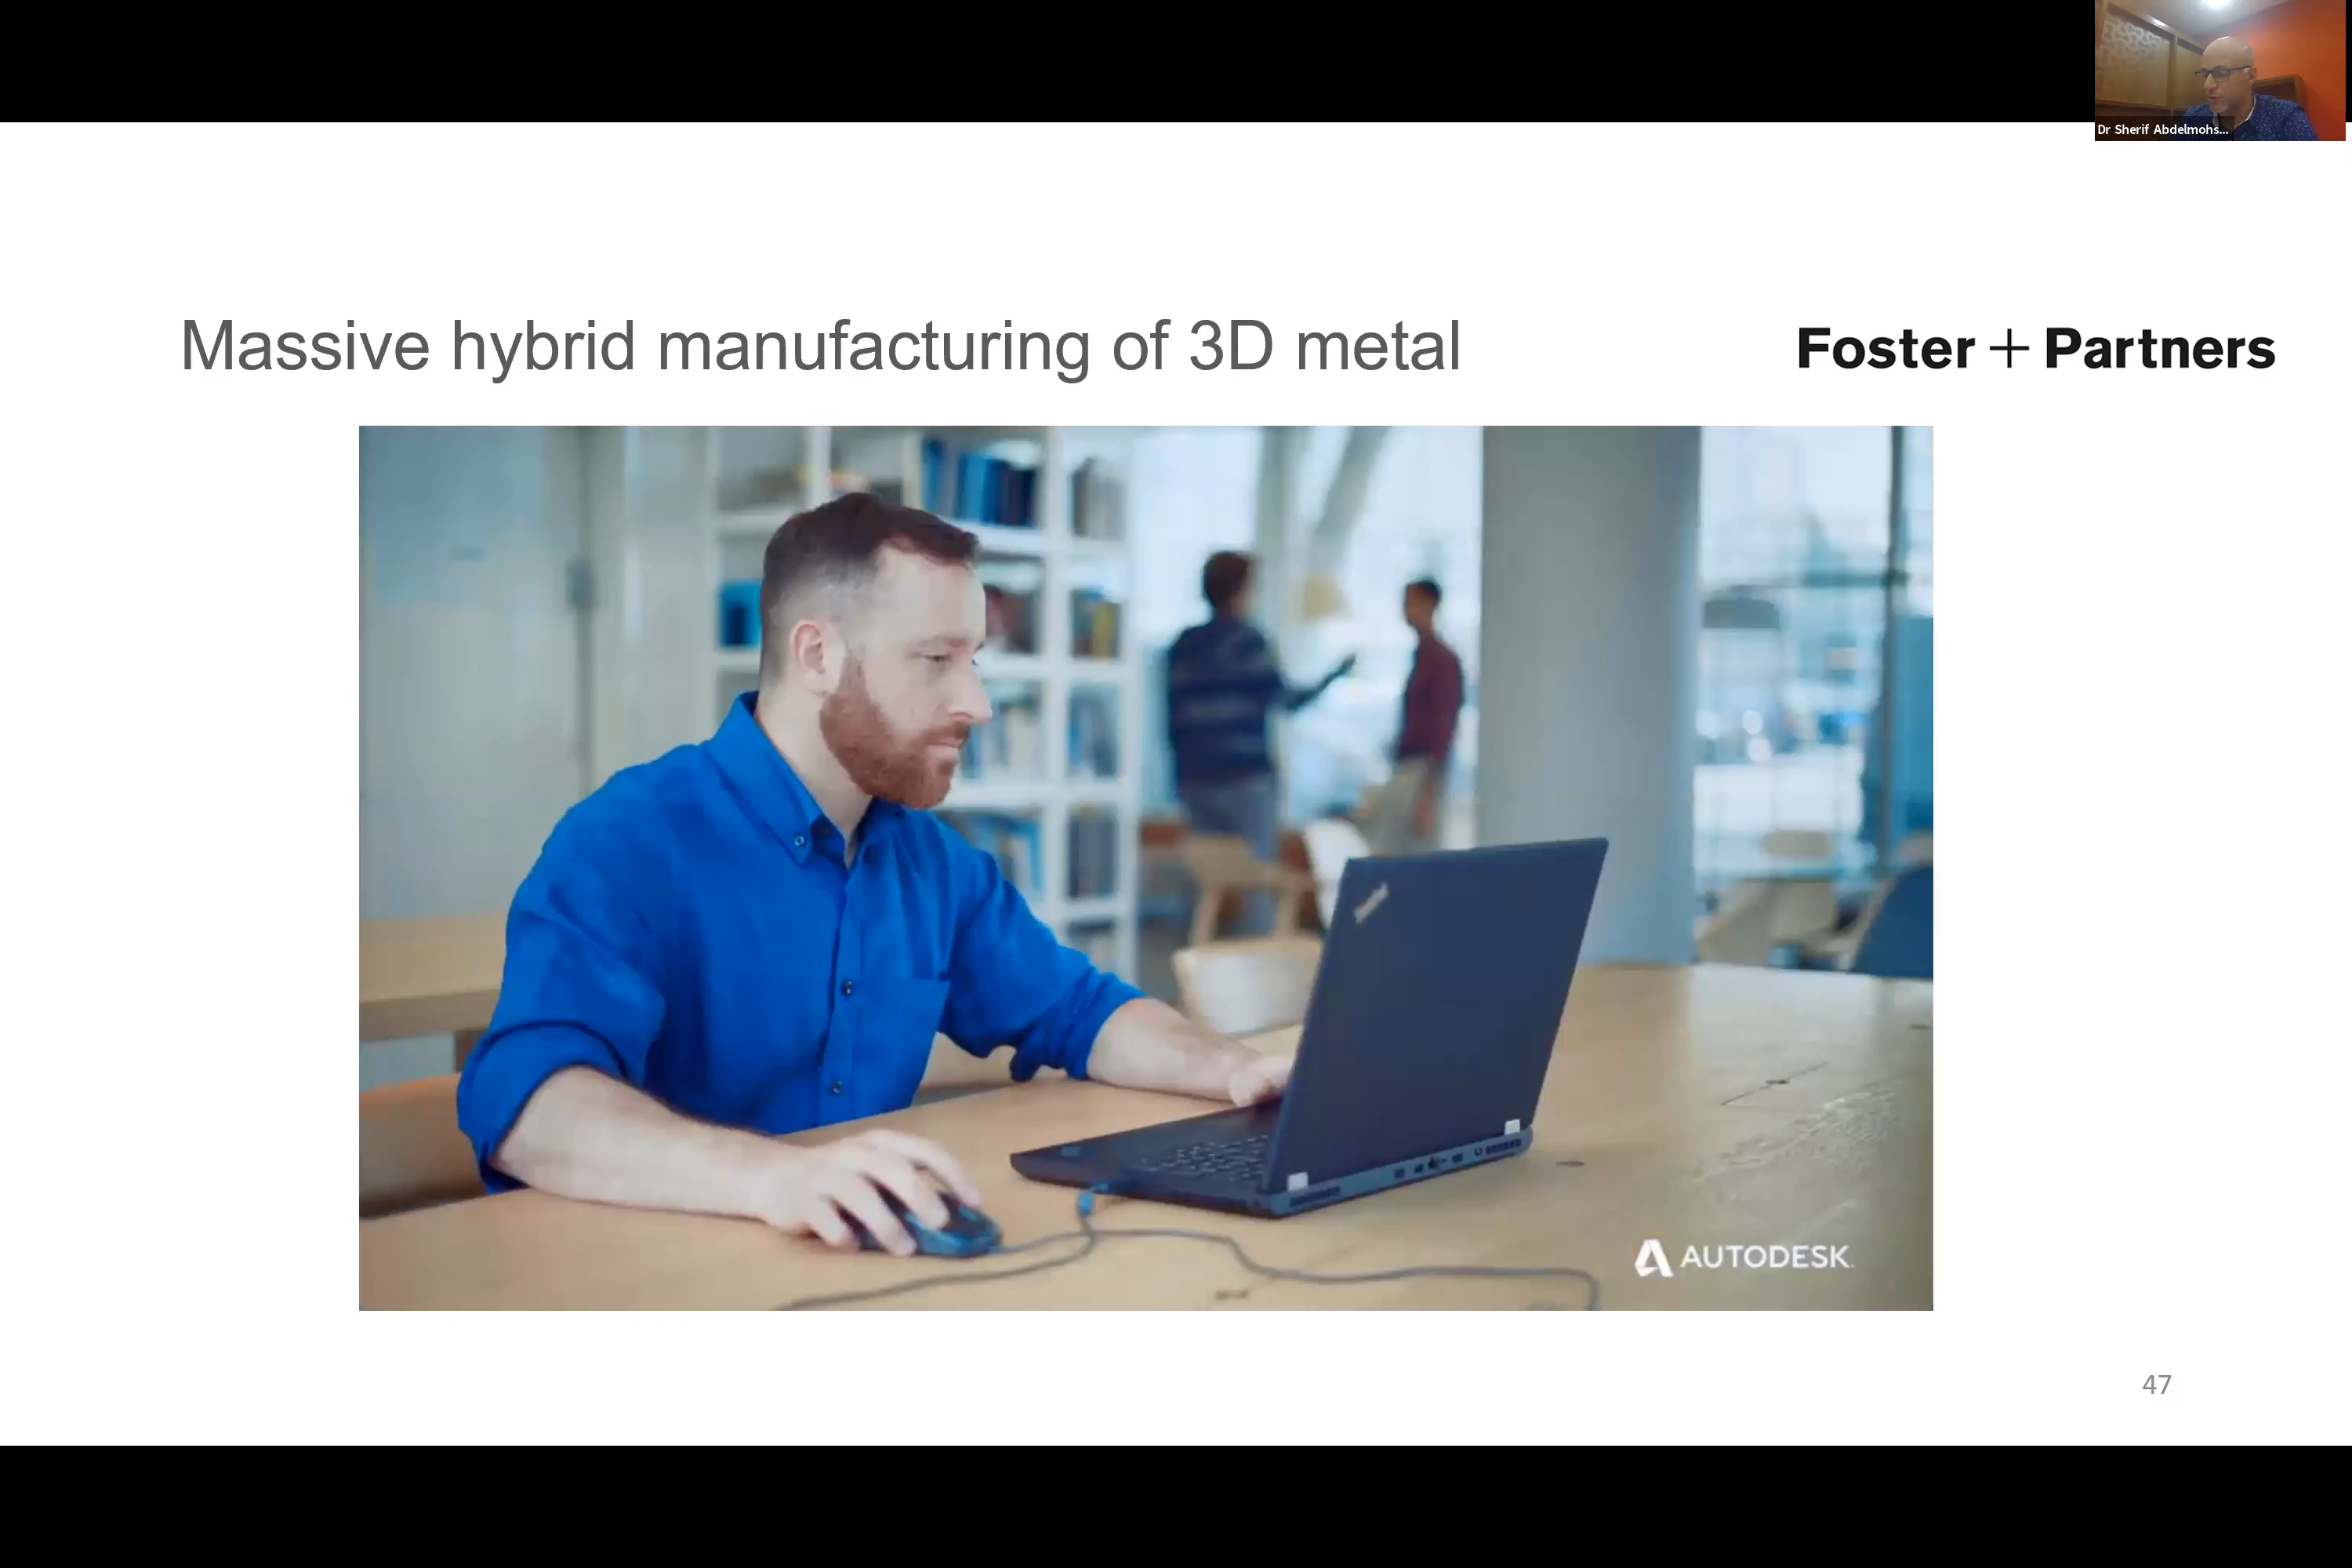 Dr Sherif Abdelmohs...
Massive hybrid manufacturing of 3D metal
Foster + Partners
AUTODESK
47